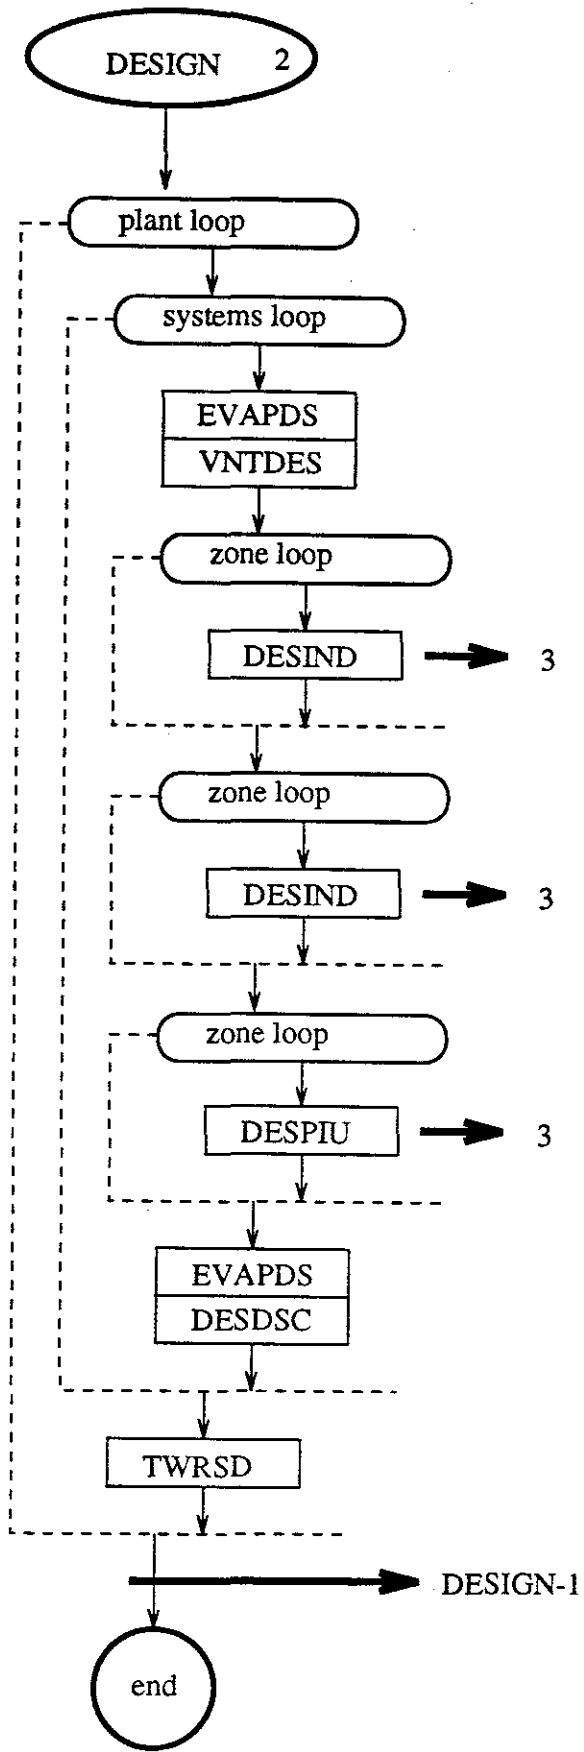 DESIGN 2
plant loop
systems loop
EVAPDS
VNTDES
zone loop
DESIND 3
zone loop
DESIND 3
zone loop
DESPIU 3
EVAPDS
DESDSC
TWRSD
DESIGN-1
end